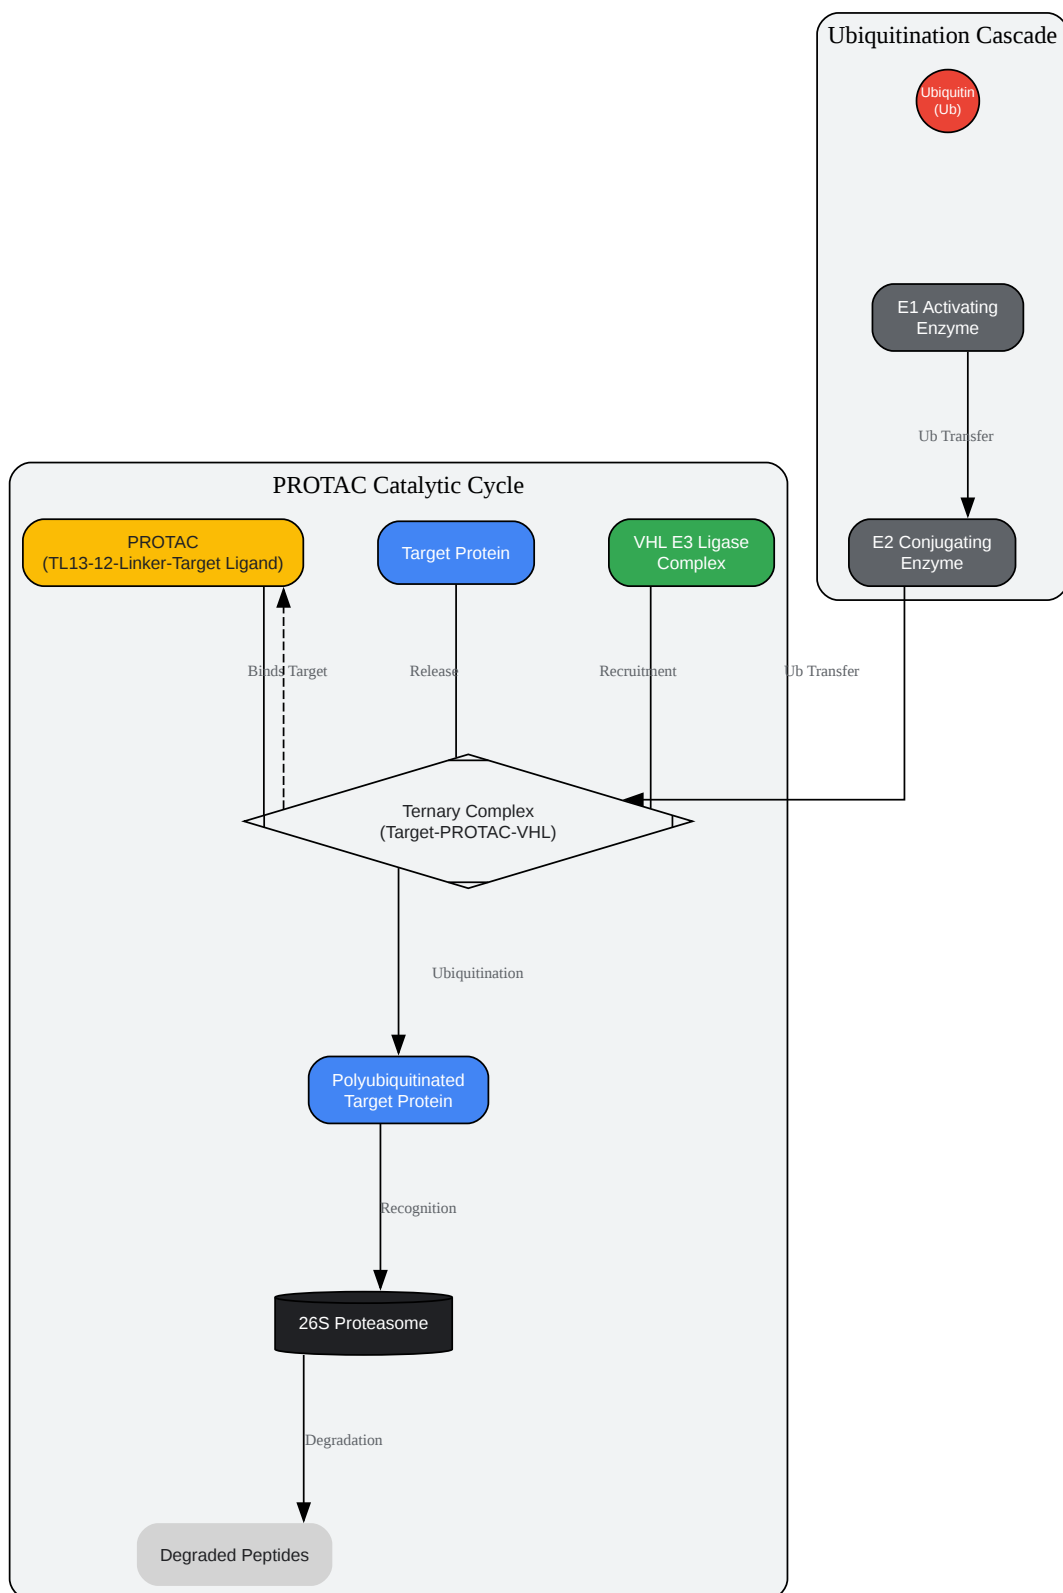 Ubiquitination Cascade
Ubiquitin
(Ub)
E1 Activating
Enzyme
Ub Transfer
PROTAC Catalytic Cycle
PROTAC
(TL13-12-Linker-Target Ligand)
Target Protein
VHL E3 Ligase
Complex
E2 Conjugating
Enzyme
Binds Target
Release
Recruitment
Ub Transfer
Ternary Complex
(Target-PROTAC-VHL)
Ubiquitination
Polyubiquitinated
Target Protein
Recognition
26S Proteasome
Degradation
Degraded Peptides